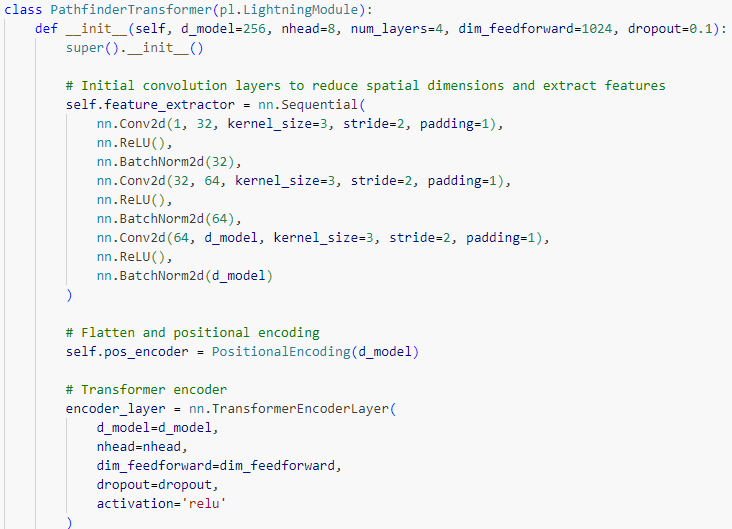 class PathfinderTransformer(pl.LightningModule):
    def __init__(self, d_model=256, nhead=8, num_layers=4, dim_feedforward=1024, dropout=0.1):
        super().__init__()

        # Initial convolution layers to reduce spatial dimensions and extract features
        self.feature_extractor = nn.Sequential(
            nn.Conv2d(1, 32, kernel_size=3, stride=2, padding=1),
            nn.ReLU(),
            nn.BatchNorm2d(32),
            nn.Conv2d(32, 64, kernel_size=3, stride=2, padding=1),
            nn.ReLU(),
            nn.BatchNorm2d(64),
            nn.Conv2d(64, d_model, kernel_size=3, stride=2, padding=1),
            nn.ReLU(),
            nn.BatchNorm2d(d_model)
        )

        # Flatten and positional encoding
        self.pos_encoder = PositionalEncoding(d_model)

        # Transformer encoder
        encoder_layer = nn.TransformerEncoderLayer(
            d_model=d_model,
            nhead=nhead,
            dim_feedforward=dim_feedforward,
            dropout=dropout,
            activation='relu'
        )